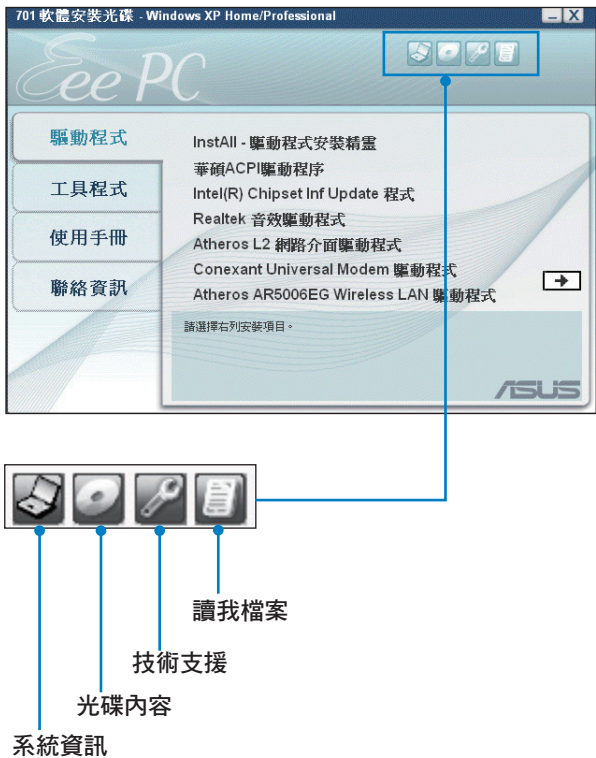 701 軟體安裝光碟 - Windows XP Home/Professional
Eee PC
驅動程式
工具程式
使用手冊
聯絡資訊
InstAll - 驅動程式安裝精靈
華碩ACPI驅動程序
Intel(R) Chipset Inf Update 程式
Realtek 音效驅動程式
Atheros L2 網路介面驅動程式
Conexant Universal Modem 驅動程式
Atheros AR5006EG Wireless LAN 驅動程式
請選擇右列安裝項目。
ASUS
讀我檔案
技術支援
光碟內容
系統資訊